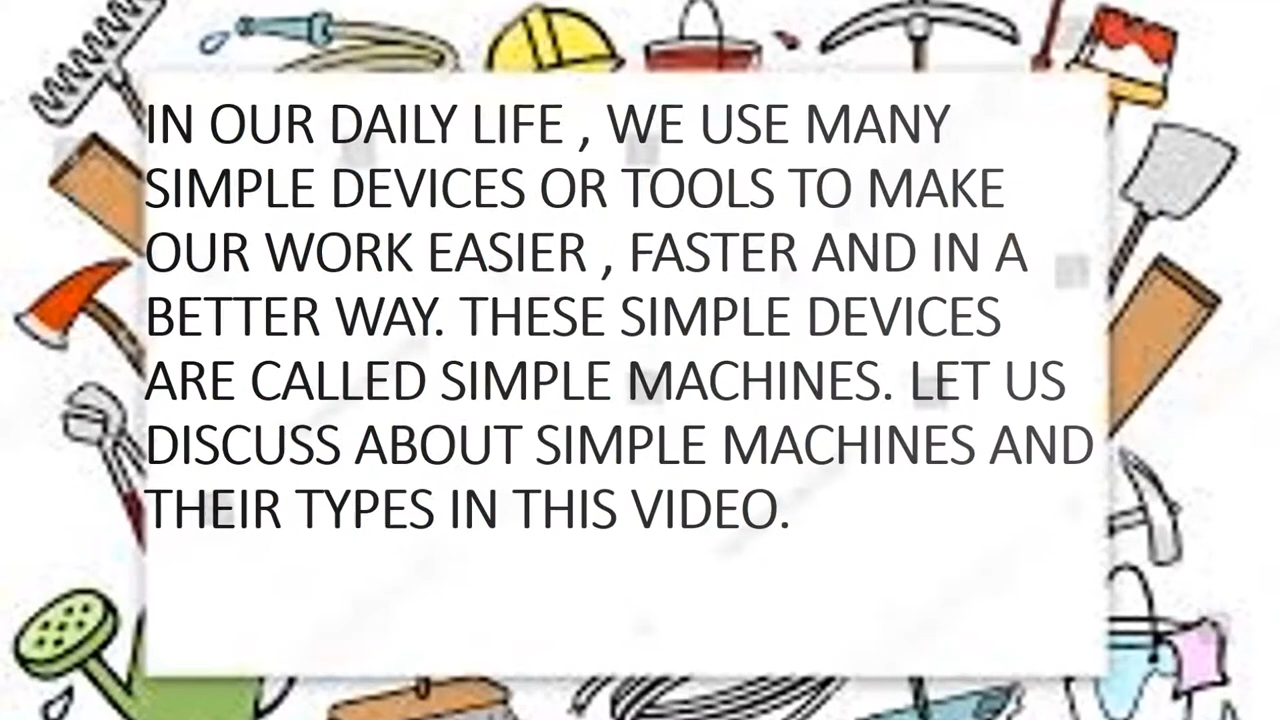 IN OUR DAILY LIFE , WE USE MANY
SIMPLE DEVICES OR TOOLS TO MAKE
OUR WORK EASIER , FASTER AND IN A
BETTER WAY. THESE SIMPLE DEVICES
ARE CALLED SIMPLE MACHINES. LET US
DISCUSS ABOUT SIMPLE MACHINES AND
THEIR TYPES IN THIS VIDEO.